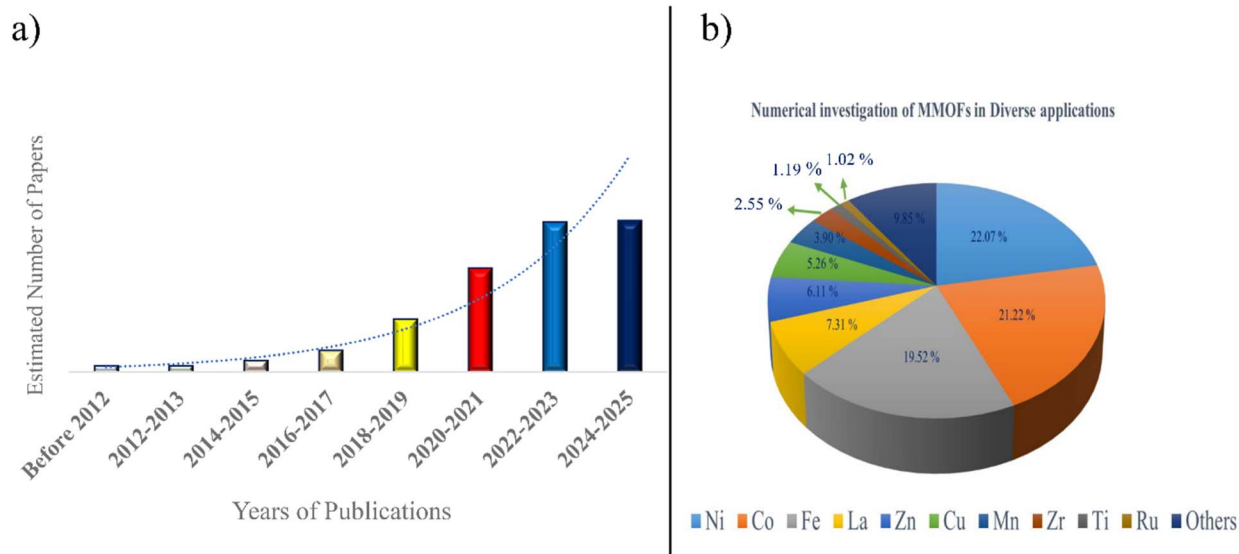 a)
Estimated Number of Papers
Before 2012
2012-2013
2014-2015
2016-2017
2018-2019
2020-2021
2022-2023
2024-2025
Years of Publications
b)
Numerical investigation of MMOFs in Diverse applications
1.02 %
1.19 %
2.55 %
9.85 %
22.07 %
3.90 %
5.26 %
6.11 %
21.22 %
7.31 %
19.52 %
Ni Co Fe La Zn Cu Mn Zr Ti Ru Others